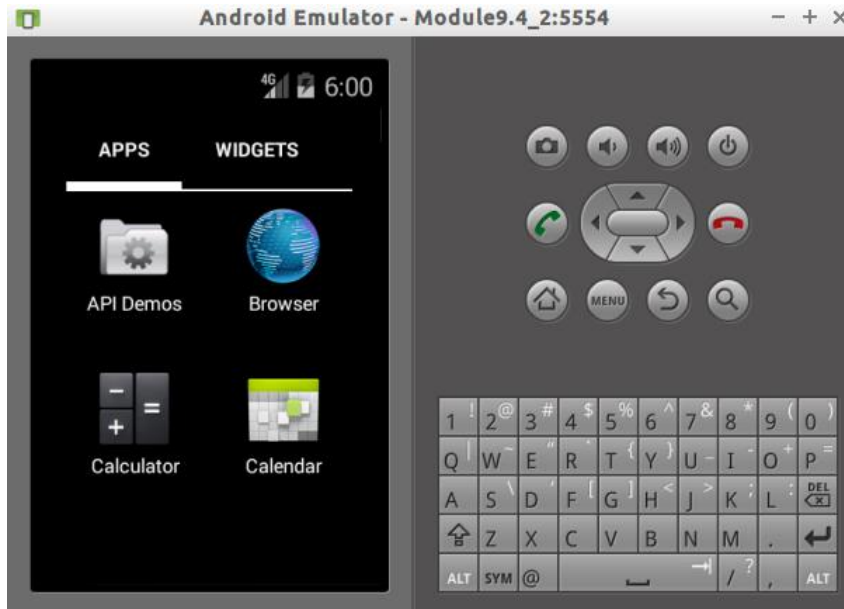 Android Emulator - Module9.4_2:5554
4G 6:00
APPS WIDGETS
API Demos Browser
Calculator Calendar
MENU
1 ! 2 @ 3 # 4 $ 5 % 6 ^ 7 & 8 * 9 ( 0 )
Q | W ~ E " R ` T { Y } U _ I - O + P =
A S \ D ' F [ G ] H < J > K ; L : DEL
Z X C V B N M .
ALT SYM @ / ? , ALT